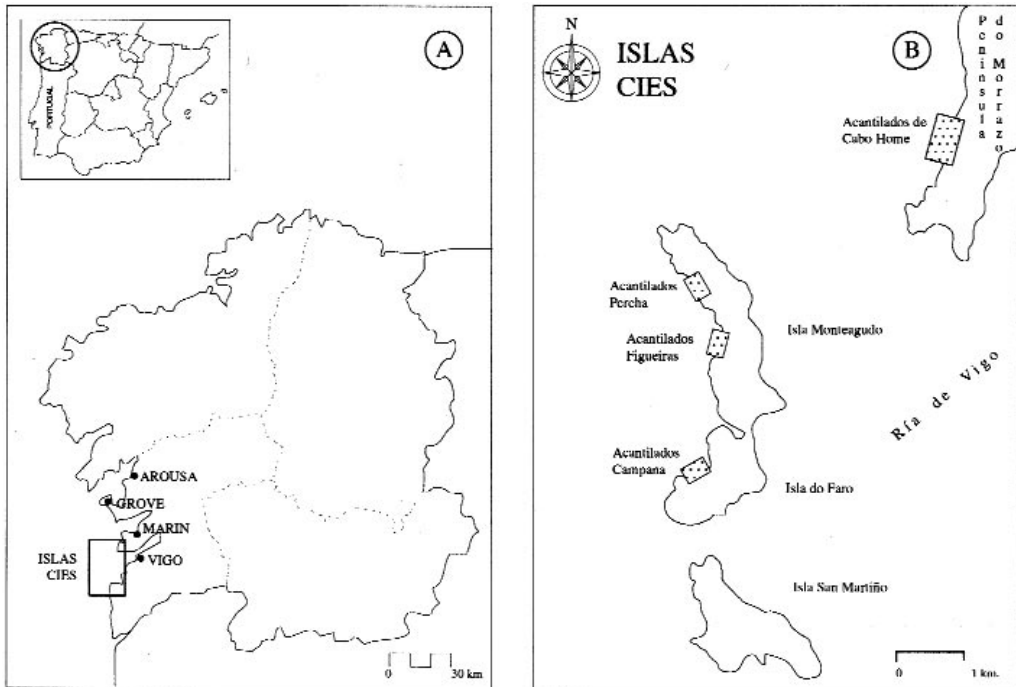 A
PORTUGAL
AROUSA
GROVE
MARIN
VIGO
ISLAS
CIES
0
30 km
N
ISLAS
CIES
B
Peninsula
do Morrazo
Acantilados de
Cabo Home
Acantilados
Percha
Acantilados
Figueiras
Isla Monteagudo
Ría de Vigo
Acantilados
Campana
Isla do Faro
Isla San Martiño
0
1 km.